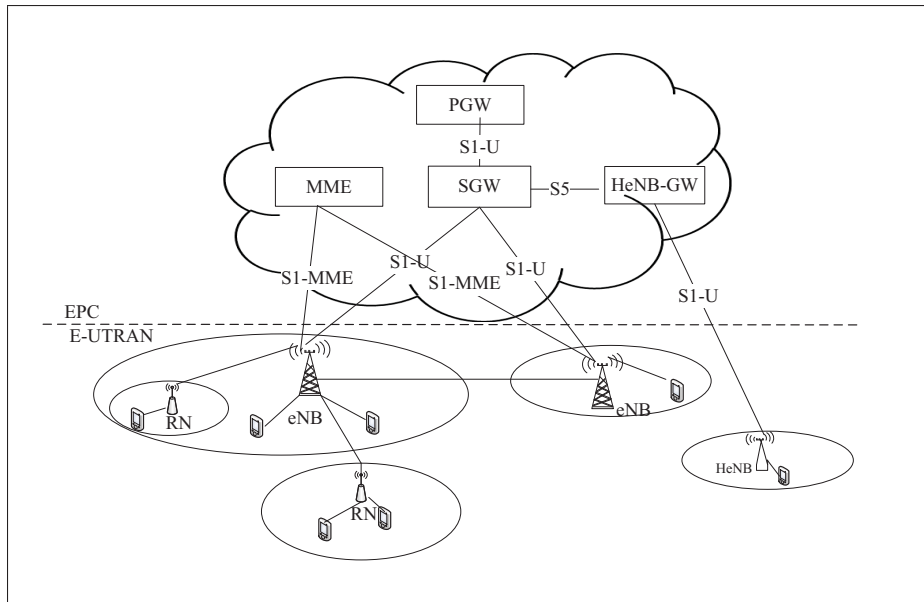 PGW
S1-U
MME
SGW
S5
HeNB-GW
S1-MME
S1-U
S1-MME
S1-U
S1-U
EPC
E-UTRAN
RN
eNB
eNB
HeNB
RN